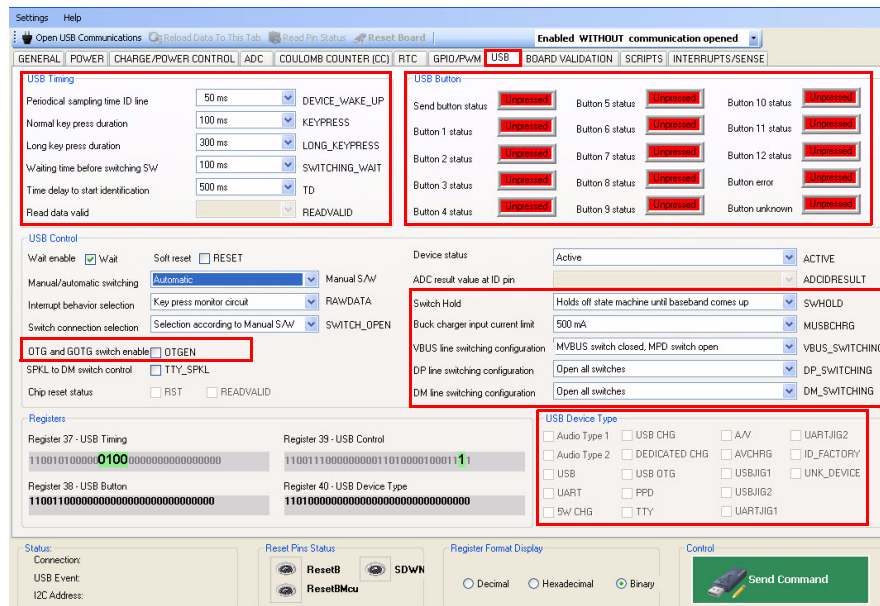 Settings Help
Open USB Communications Reload Data To This Tab Read Pin Status Reset Board Enabled WITHOUT communication opened
GENERAL POWER CHARGE/POWER CONTROL ADC COULOMB COUNTER (CC) RTC GPIO/PWM USB BOARD VALIDATION SCRIPTS INTERRUPTS/SENSE
USB Timing
Periodical sampling time ID line 50 ms DEVICE_WAKE_UP
Normal key press duration 100 ms KEYPRESS
Long key press duration 300 ms LONG_KEYPRESS
Waiting time before switching SW 100 ms SWITCHING_WAIT
Time delay to start identification 500 ms TD
Read data valid READVALID
USB Button
Send button status Unpressed Button 5 status Unpressed Button 10 status Unpressed
Button 1 status Unpressed Button 6 status Unpressed Button 11 status Unpressed
Button 2 status Unpressed Button 7 status Unpressed Button 12 status Unpressed
Button 3 status Unpressed Button 8 status Unpressed Button error Unpressed
Button 4 status Unpressed Button 9 status Unpressed Button unknown Unpressed
USB Control
Wait enable Wait Soft reset RESET
Manual/automatic switching Automatic Manual S/W
Interrupt behavior selection Key press monitor circuit RAWDATA
Switch connection selection Selection according to Manual S/W SWITCH_OPEN
OTG and GOTG switch enable OTGEN
SPKL to DM switch control TTY_SPKL
Chip reset status RST READVALID
Device status Active ACTIVE
ADC result value at ID pin ADCIDRESULT
Switch Hold Holds off state machine until baseband comes up SWHOLD
Buck charger input current limit 500 mA MUSBCHRG
VBUS line switching configuration MVBUS switch closed, MPD switch open VBUS_SWITCHING
DP line switching configuration Open all switches DP_SWITCHING
DM line switching configuration Open all switches DM_SWITCHING
Registers
Register 37 - USB Timing Register 39 - USB Control
Register 38 - USB Button Register 40 - USB Device Type
USB Device Type
Audio Type 1 USB CHG A/V UARTJIG2
Audio Type 2 DEDICATED CHG AVCHRG ID_FACTORY
USB USB OTG USBJIG1 UNK_DEVICE
UART PPD USBJIG2
5W CHG TTY UARTJIG1
Status:
Connection:
USB Event:
I2C Address:
Reset Pins Status
ResetB SDWN
ResetBMcu
Register Format Display
Decimal Hexadecimal Binary
Control
Send Command